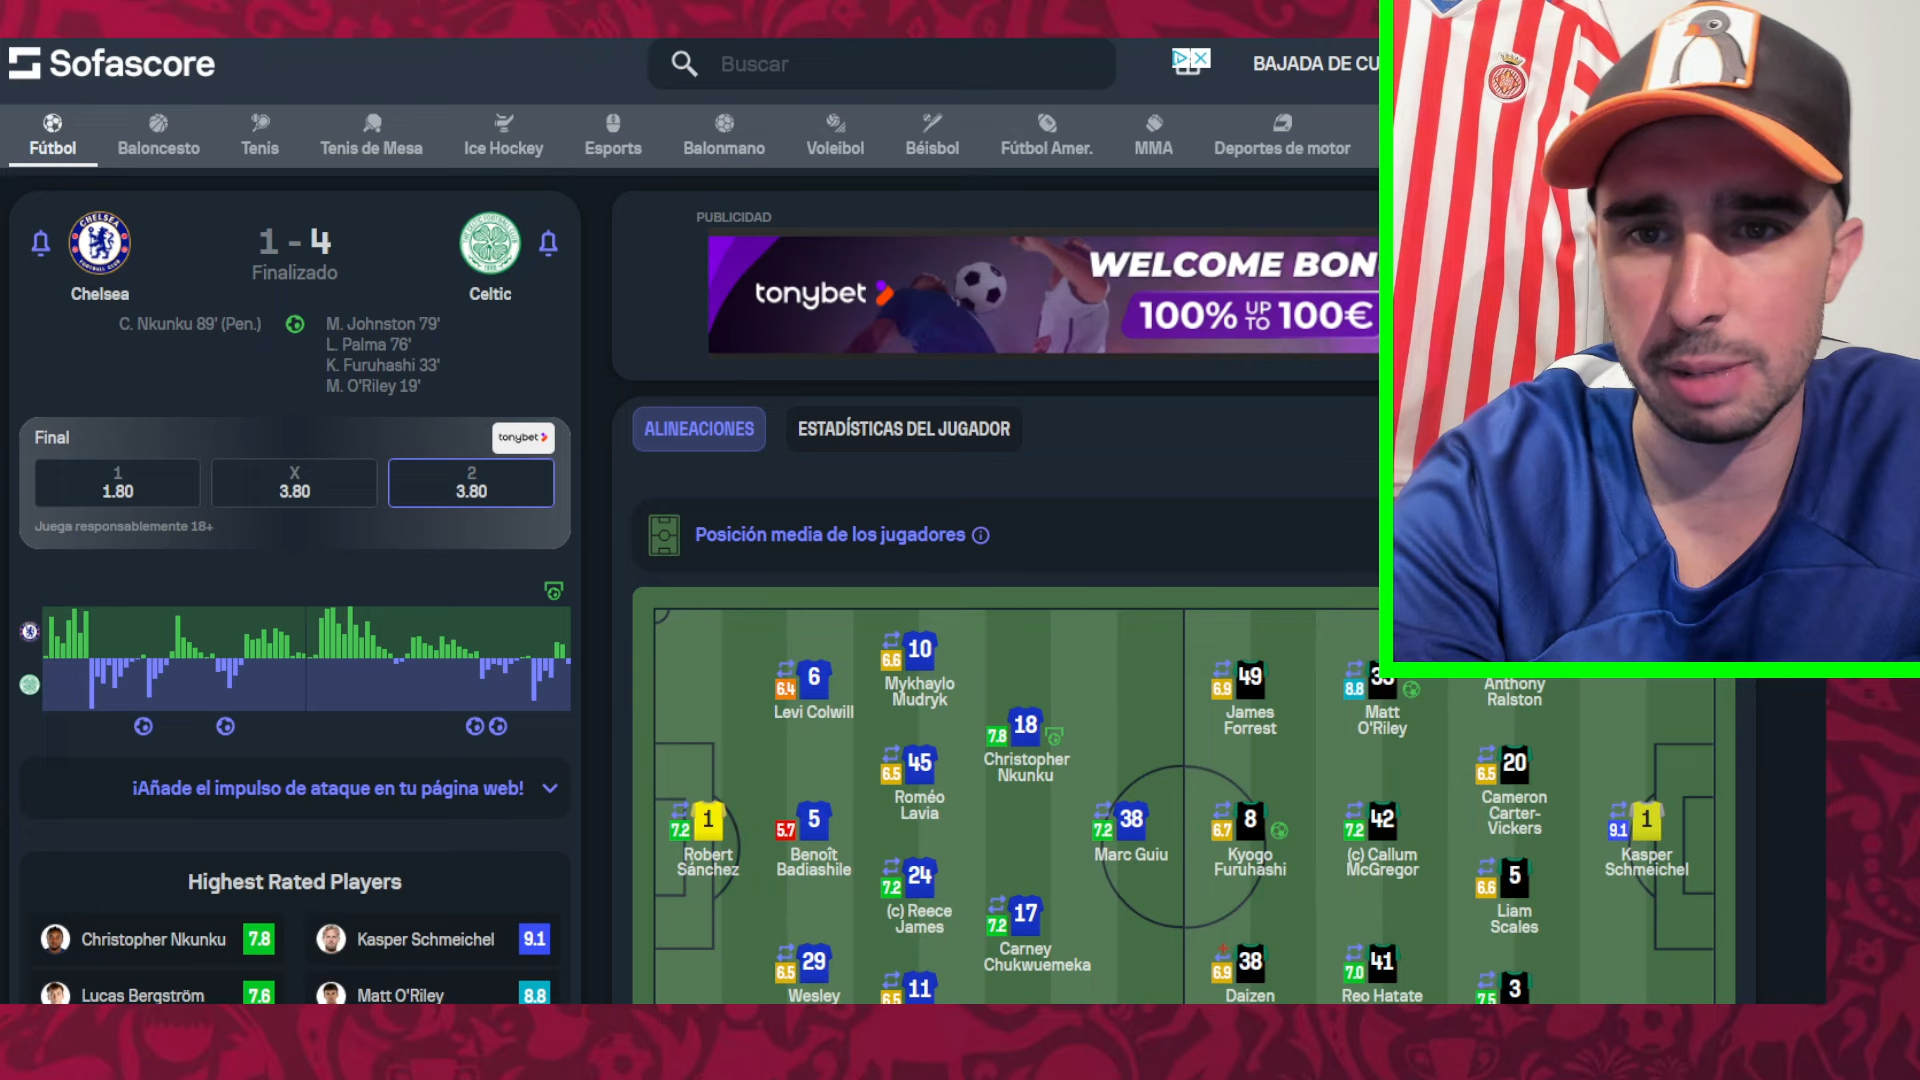 Sofascore
Buscar
BAJADA DE CU
Fútbol
Baloncesto
Tenis
Tenis de Mesa
Ice Hockey
Esports
Balonmano
Voleibol
Béisbol
Fútbol Amer.
MMA
Deportes de motor
1 - 4
Finalizado
Chelsea
Celtic
C. Nkunku 89' (Pen.)
M. Johnston 79'
L. Palma 76'
K. Furuhashi 33'
M. O'Riley 19'
Final
tonybet
1
1.80
X
3.80
2
3.80
Juega responsablemente 18+
¡Añade el impulso de ataque en tu página web!
Highest Rated Players
Christopher Nkunku 7.8
Kasper Schmeichel 9.1
Lucas Bergström 7.6
Matt O'Riley 8.8
PUBLICIDAD
tonybet
WELCOME BON
100% UP TO 100€
ALINEACIONES
ESTADÍSTICAS DEL JUGADOR
Posición media de los jugadores
1
7.2
Robert
Sánchez
6
6.4
Levi Colwill
5
5.7
Benoît
Badiashile
29
6.5
Wesley
10
6.6
Mykhaylo
Mudryk
45
6.5
Roméo
Lavia
24
7.2
(c) Reece
James
11
6.5
18
7.8
Christopher
Nkunku
17
7.2
Carney
Chukwuemeka
38
7.2
Marc Guiu
49
6.9
James
Forrest
8
6.7
Kyogo
Furuhashi
38
6.9
Daizen
8.8
Matt
O'Riley
42
7.2
(c) Callum
McGregor
41
7.0
Reo Hatate
Anthony
Ralston
20
6.5
Cameron
Carter-
Vickers
5
6.6
Liam
Scales
3
7.5
1
9.1
Kasper
Schmeichel